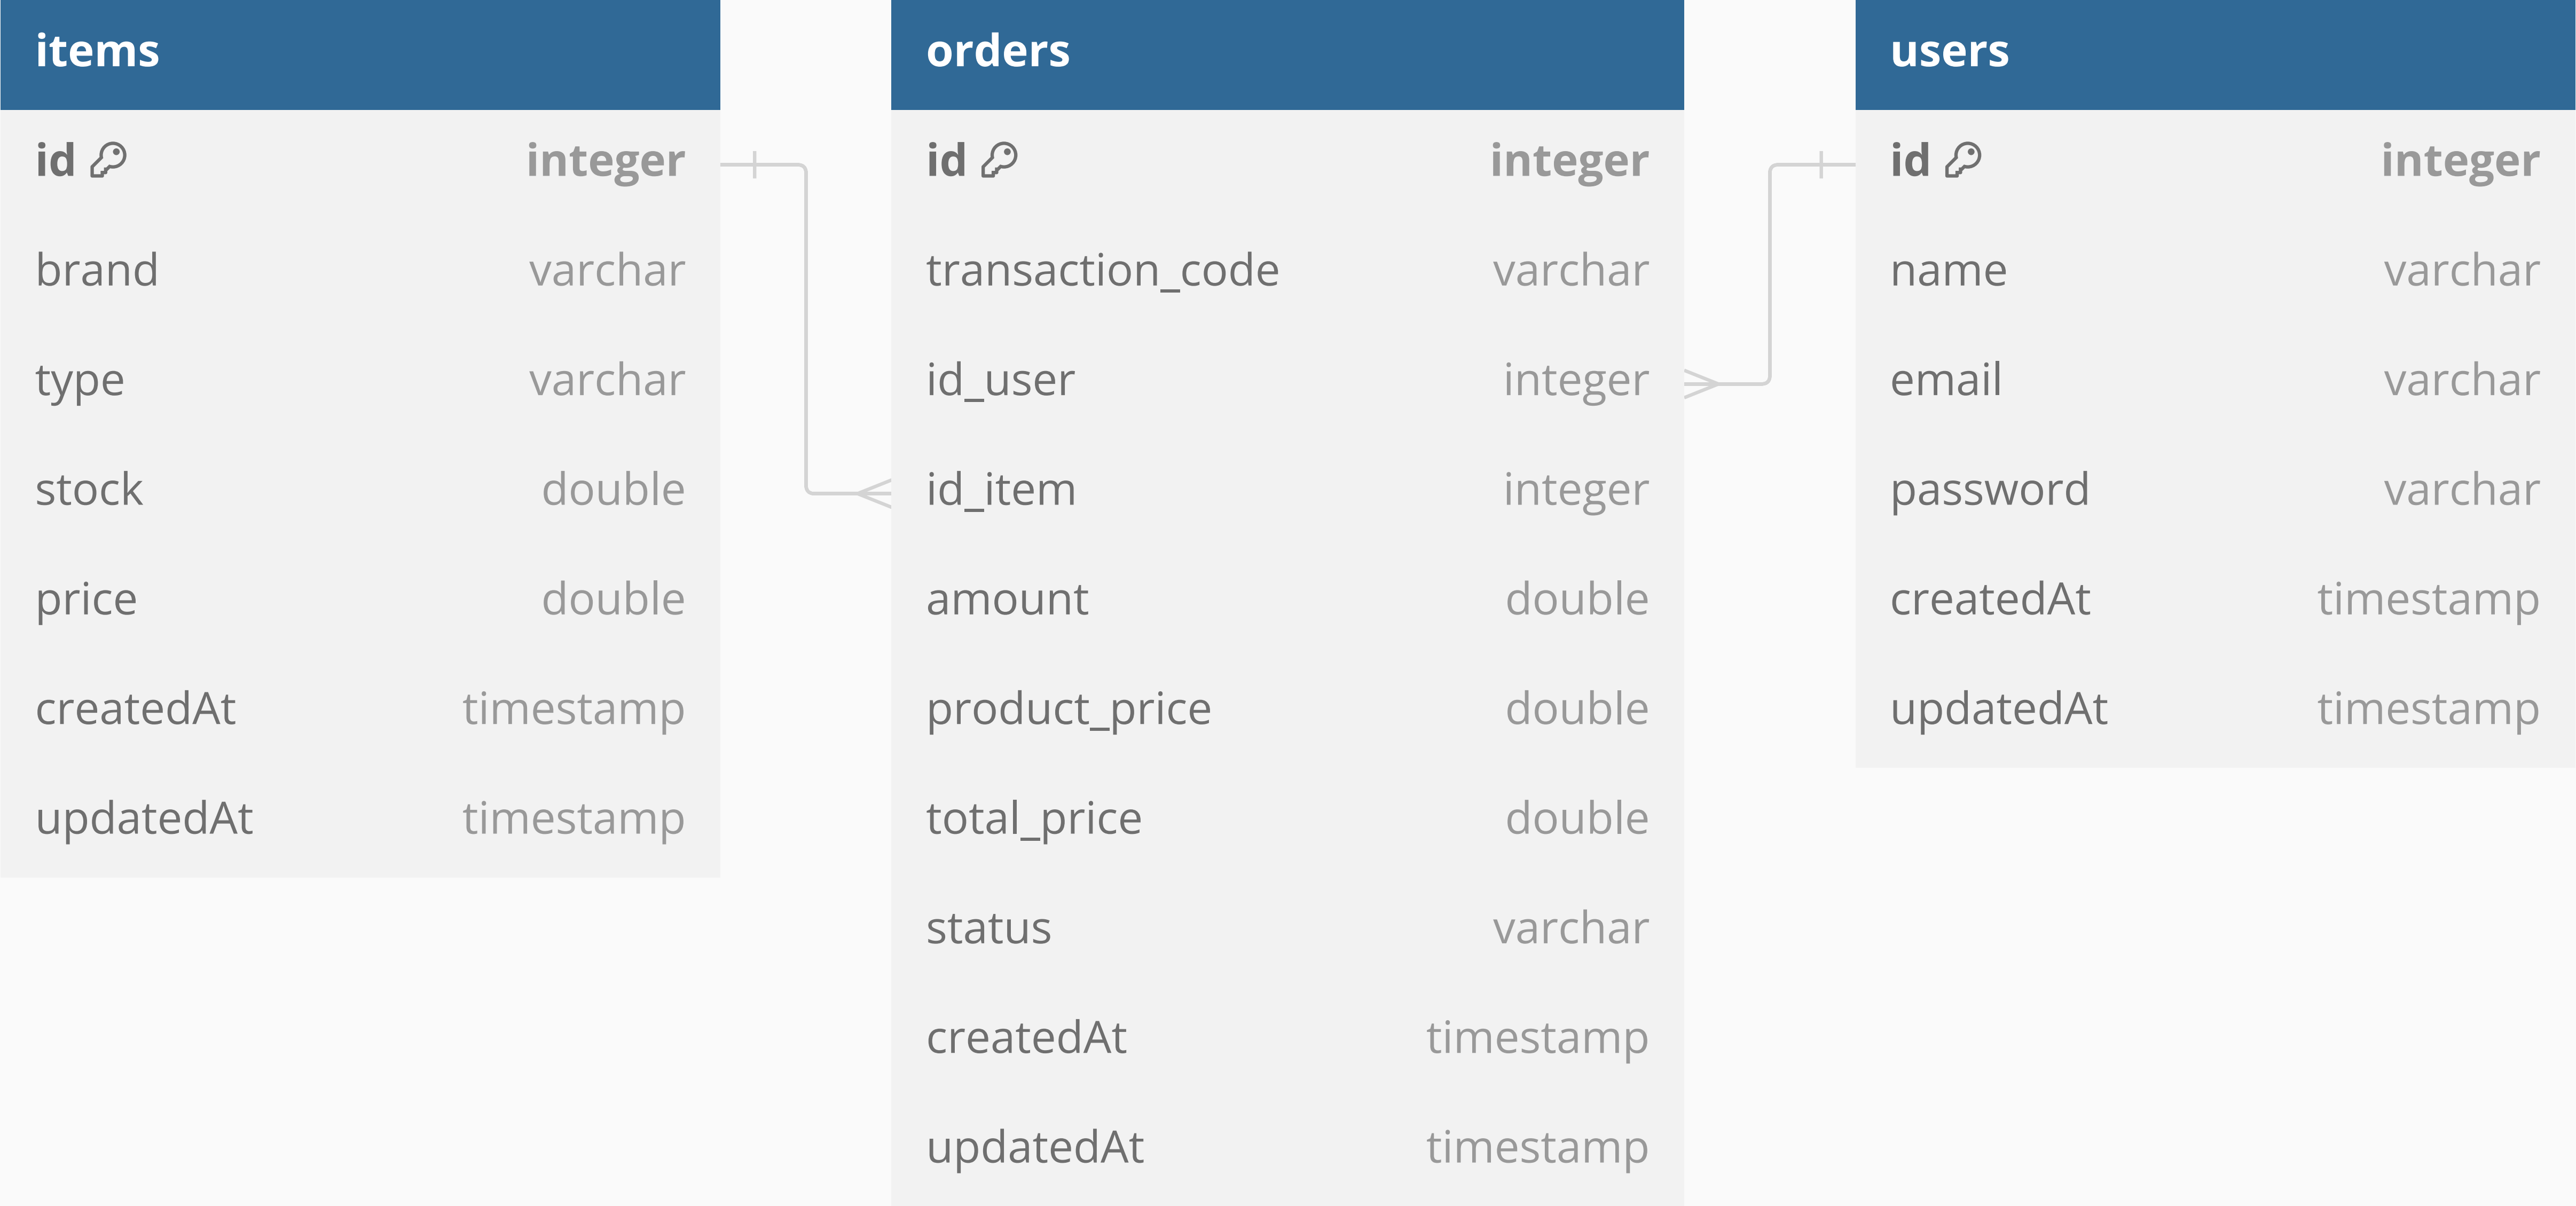 items
id integer
brand varchar
type varchar
stock double
price double
createdAt timestamp
updatedAt timestamp
orders
id integer
transaction_code varchar
id_user integer
id_item integer
amount double
product_price double
total_price double
status varchar
createdAt timestamp
updatedAt timestamp
users
id integer
name varchar
email varchar
password varchar
createdAt timestamp
updatedAt timestamp